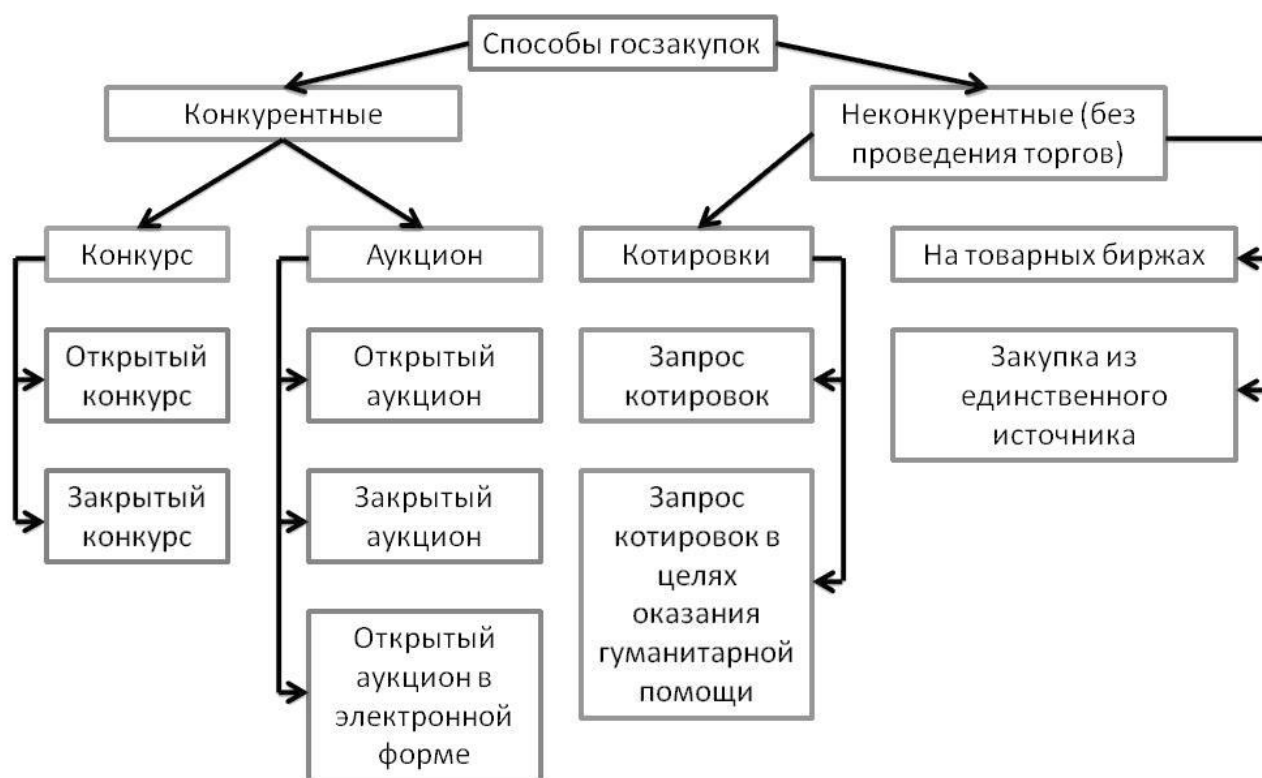 Способы госзакупок
Конкурентные
Неконкурентные (без
проведения торгов)
Конкурс
Аукцион
Котировки
На товарных биржах
Открытый
конкурс
Открытый
аукцион
Запрос
котировок
Закупка из
единственного
источника
Закрытый
конкурс
Закрытый
аукцион
Запрос
котировок в
целях
оказания
гуманитарной
помощи
Открытый
аукцион в
электронной
форме